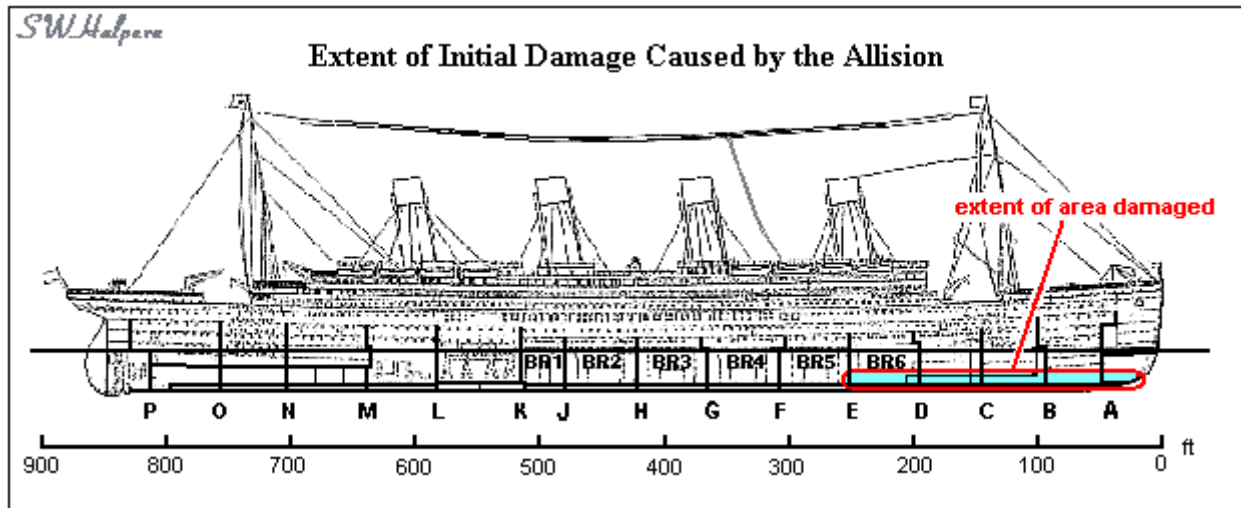 SWHalpern
Extent of Initial Damage Caused by the Allision
extent of area damaged
BR1 BR2 BR3 BR4 BR5 BR6
P O N M L K J H G F E D C B A
900 800 700 600 500 400 300 200 100 0 ft